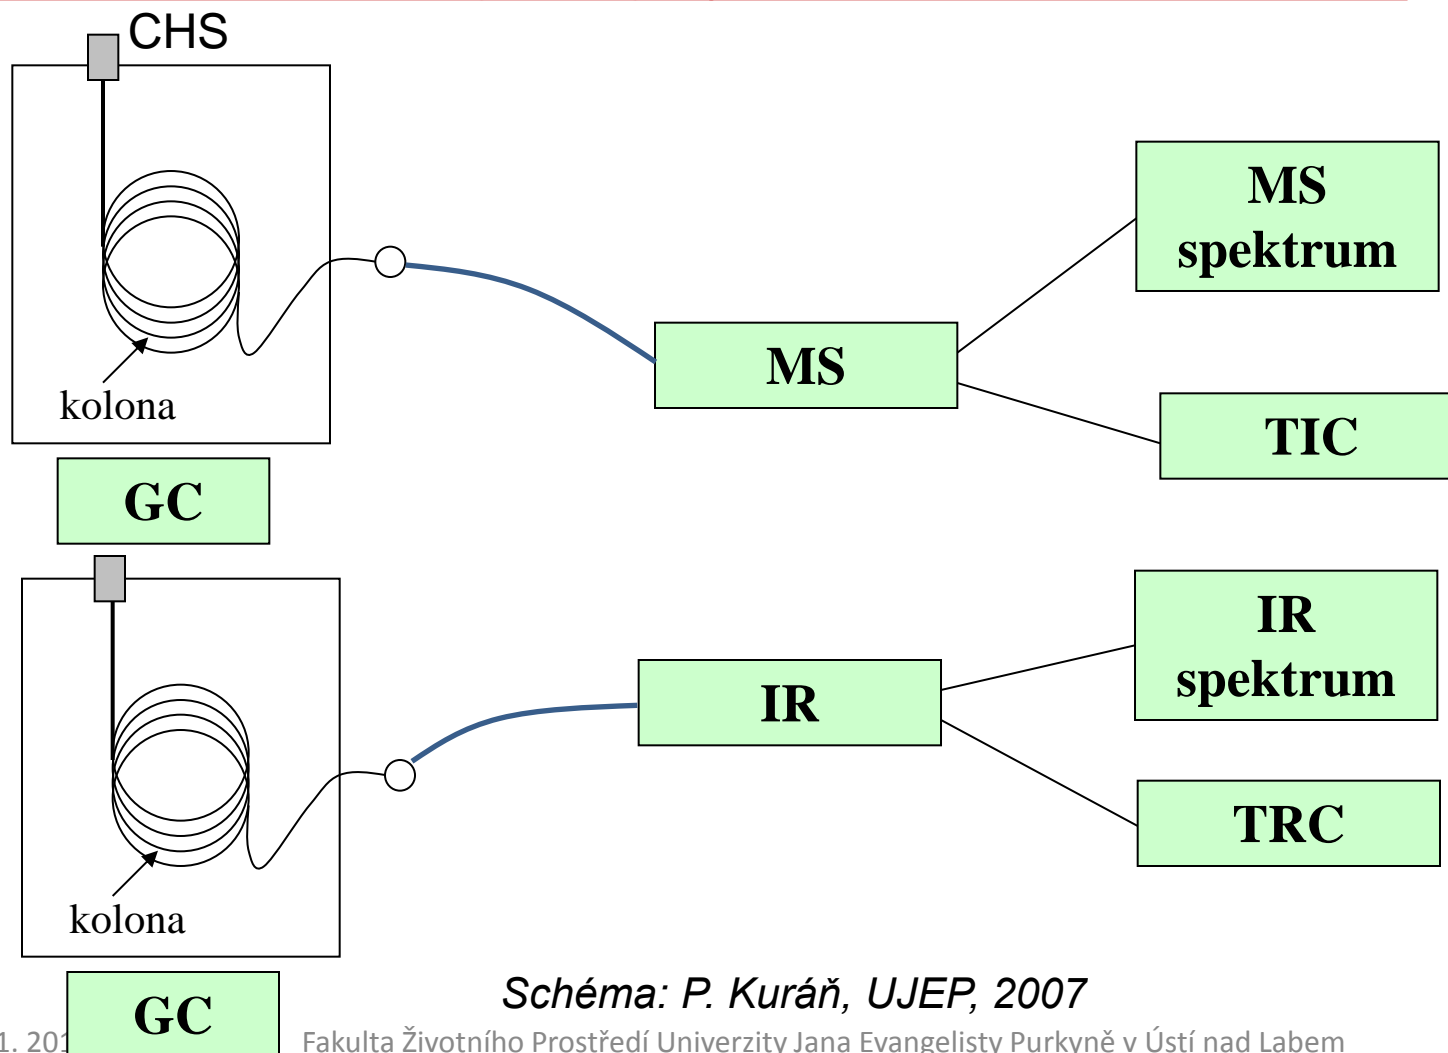 CHS
MS
spektrum
MS
kolona
TIC
GC
IR
spektrum
IR
TRC
kolona
Schéma: P. Kuráň, UJEP, 2007
GC
Fakulta Životního Prostředí Univerzity Jana Evangelisty Purkyně v Ústí nad Labem